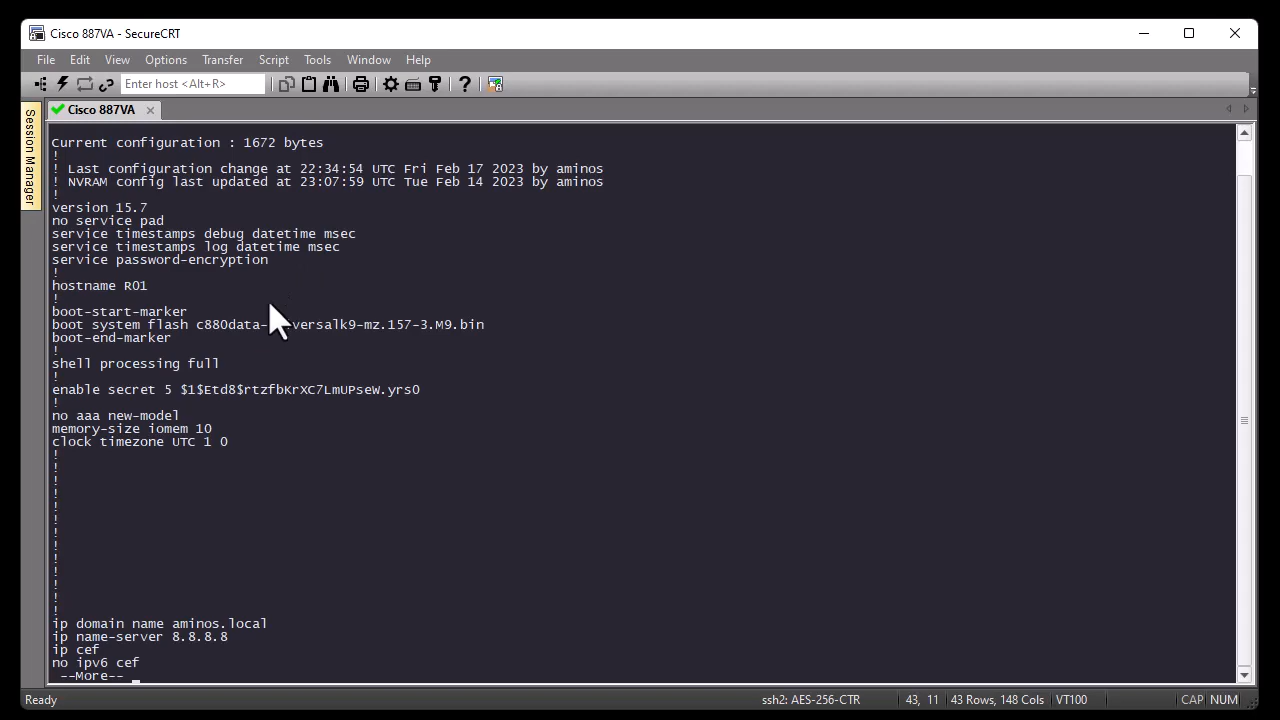 Cisco 887VA - SecureCRT
File Edit View Options Transfer Script Tools Window Help
Enter host <Alt+R>
Session Manager
Cisco 887VA
Current configuration : 1672 bytes
!
! Last configuration change at 22:34:54 UTC Fri Feb 17 2023 by aminos
! NVRAM config last updated at 23:07:59 UTC Tue Feb 14 2023 by aminos
!
version 15.7
no service pad
service timestamps debug datetime msec
service timestamps log datetime msec
service password-encryption
!
hostname R01
!
boot-start-marker
boot system flash c880data- versalk9-mz.157-3.M9.bin
boot-end-marker
!
shell processing full
!
enable secret 5 $1$Etd8$rtzfbKrXC7LmUPseW.yrs0
!
no aaa new-model
memory-size iomem 10
clock timezone UTC 1 0
!
!
!
!
!
!
!
!
!
!
!
!
!
ip domain name aminos.local
ip name-server 8.8.8.8
ip cef
no ipv6 cef
--More--
Ready ssh2: AES-256-CTR 43, 11 43 Rows, 148 Cols VT100 CAP NUM